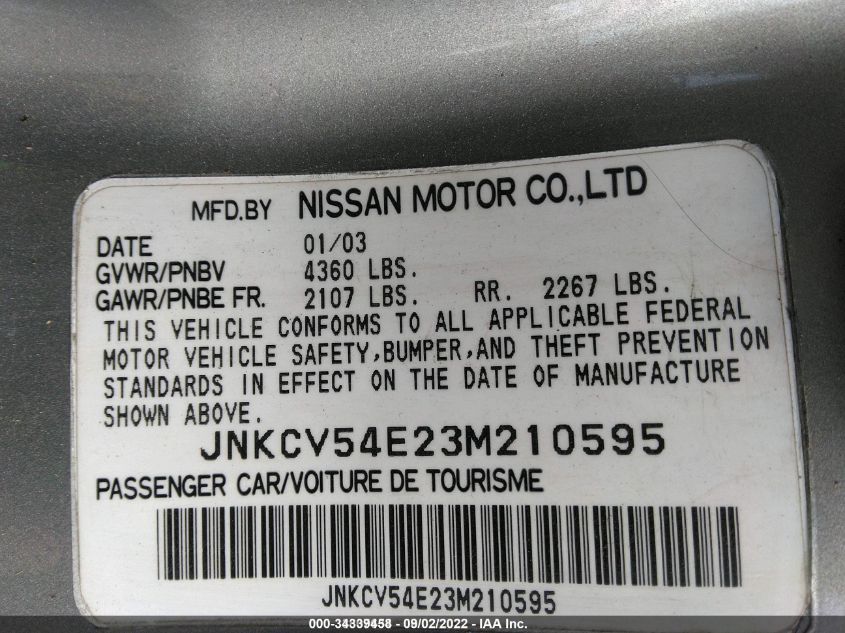 MFD.BY NISSAN MOTOR CO.,LTD
DATE 01/03
GVWR/PNBV 4360 LBS.
GAWR/PNBE FR. 2107 LBS. RR. 2267 LBS.
THIS VEHICLE CONFORMS TO ALL APPLICABLE FEDERAL
MOTOR VEHICLE SAFETY,BUMPER,AND THEFT PREVENTION
STANDARDS IN EFFECT ON THE DATE OF MANUFACTURE
SHOWN ABOVE.
JNKCV54E23M210595
PASSENGER CAR/VOITURE DE TOURISME
JNKCV54E23M210595
000-34339458 - 09/02/2022 - IAA Inc.